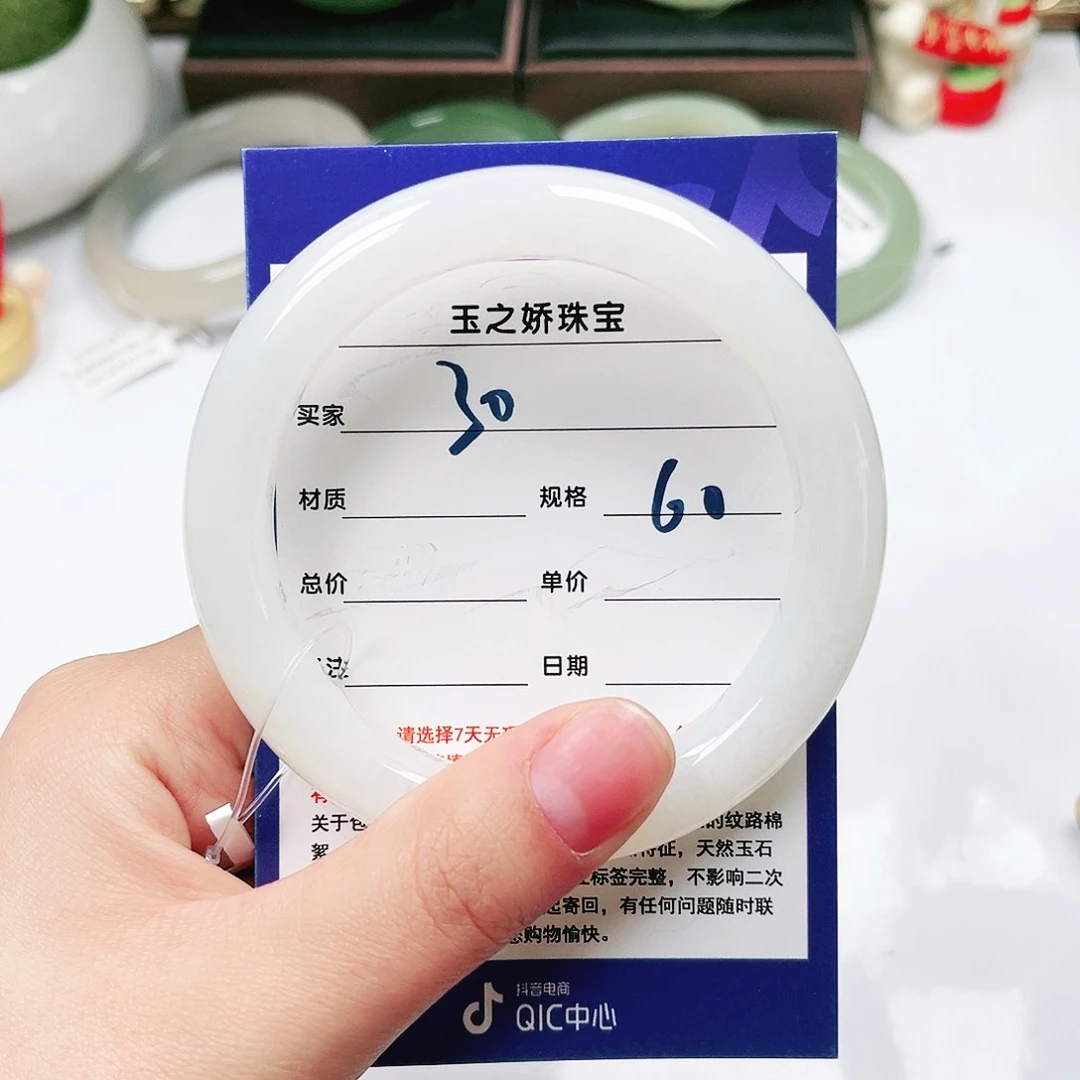 玉之娇珠宝
买家 30
材质 规格 60
总价 单价
日期
请选择7天无
关于包
的纹路棉
絮
特征，天然玉石
标签完整，不影响二次
起寄回，有任何问题随时联
您购物愉快。
抖音电商
QIC中心